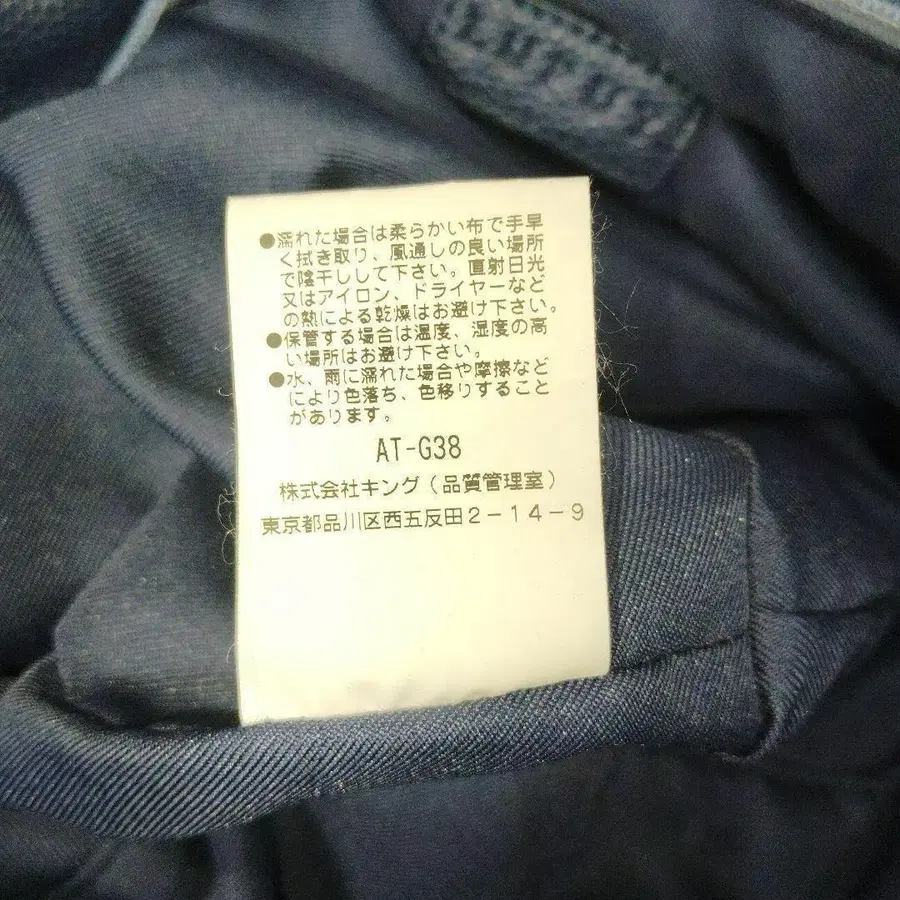 ●濡れた場合は柔らかい布で手早
く拭き取り、風通しの良い場所
で陰干しして下さい。直射日光
又はアイロン、ドライヤーなど
の熱による乾燥はお避け下さい。
●保管する場合は温度、湿度の高
い場所はお避け下さい。
●水、雨に濡れた場合や摩擦など
により色落ち、色移りすること
があります。
AT-G38
株式会社キング(品質管理室)
東京都品川区西五反田2-14-9